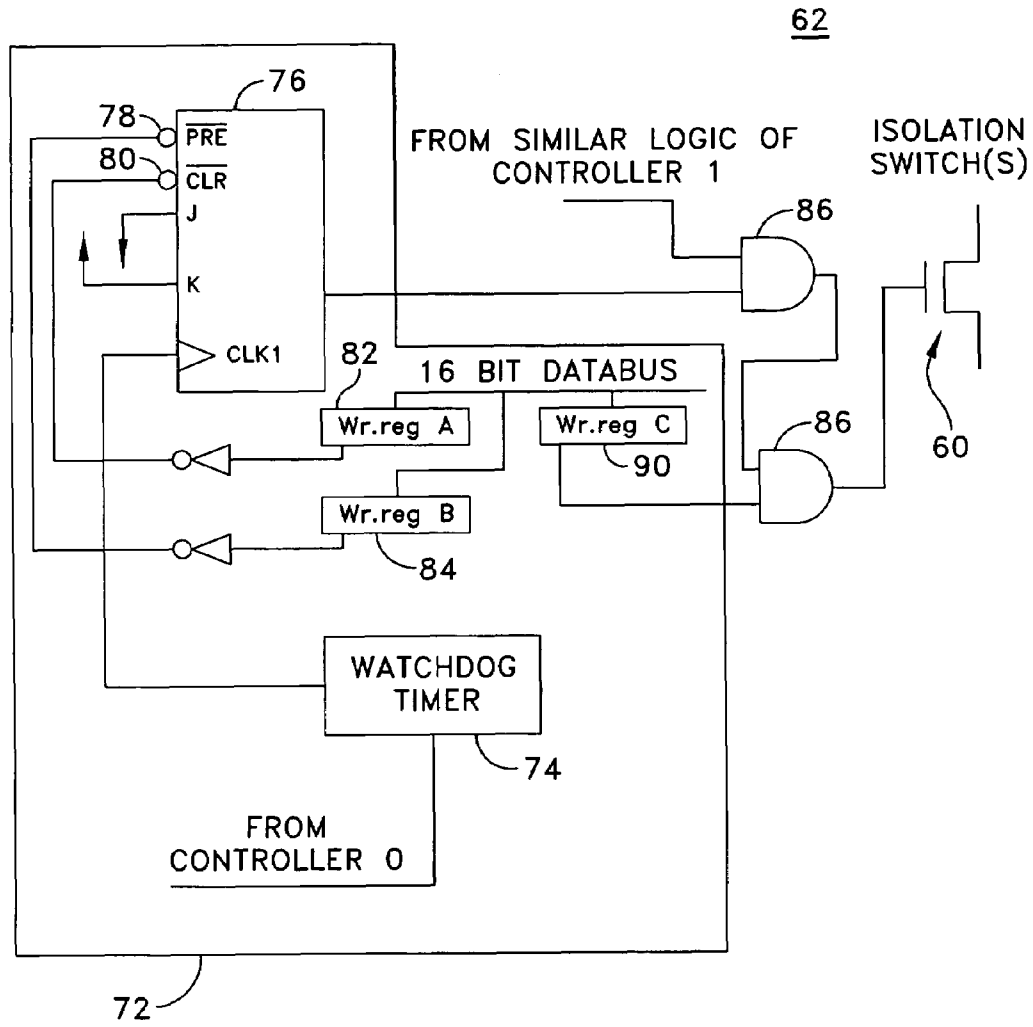 62
76
78
PRE
80
CLR
J
K
CLK1
FROM SIMILAR LOGIC OF
CONTROLLER 1
ISOLATION
SWITCH(S)
86
82
16 BIT DATABUS
Wr.reg A
Wr.reg C
90
86
60
Wr.reg B
84
WATCHDOG
TIMER
74
FROM
CONTROLLER 0
72